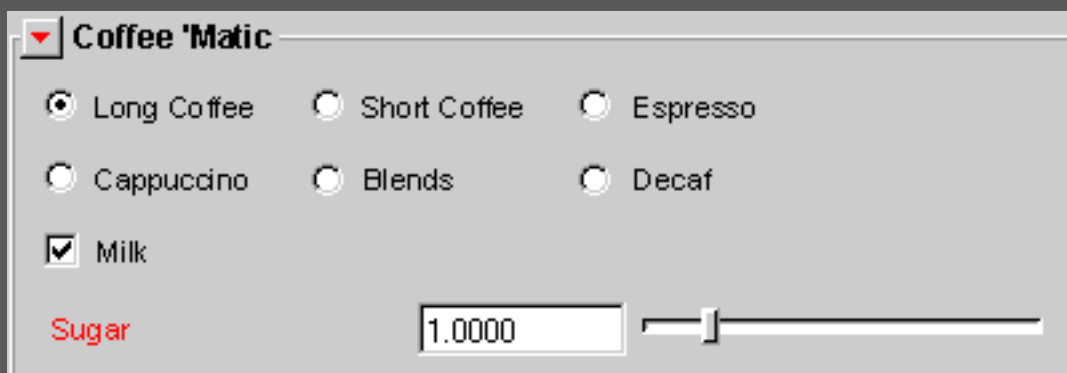 Coffee 'Matic
Long Coffee Short Coffee Espresso
Cappuccino Blends Decaf
Milk
Sugar 1.0000